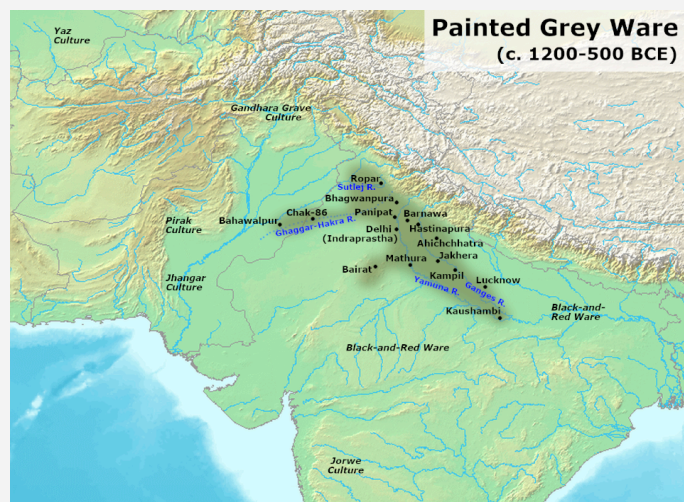 Painted Grey Ware
(c. 1200-500 BCE)
Yaz
Culture
Gandhara Grave
Culture
Ropar
Sutlej R.
Bhagwanpura
Chak-86
Panipat
Barnawa
Bahawalpur
Ghaggar-Hakra R.
Hastinapura
Pirak
Culture
Delhi
(Indraprastha)
Ahichchhatra
Mathura
Jakhera
Bairat
Kampil
Jhangar
Culture
Yamuna R.
Ganges R.
Lucknow
Kaushambi
Black-and-
Red Ware
Black-and-Red Ware
Jorwe
Culture